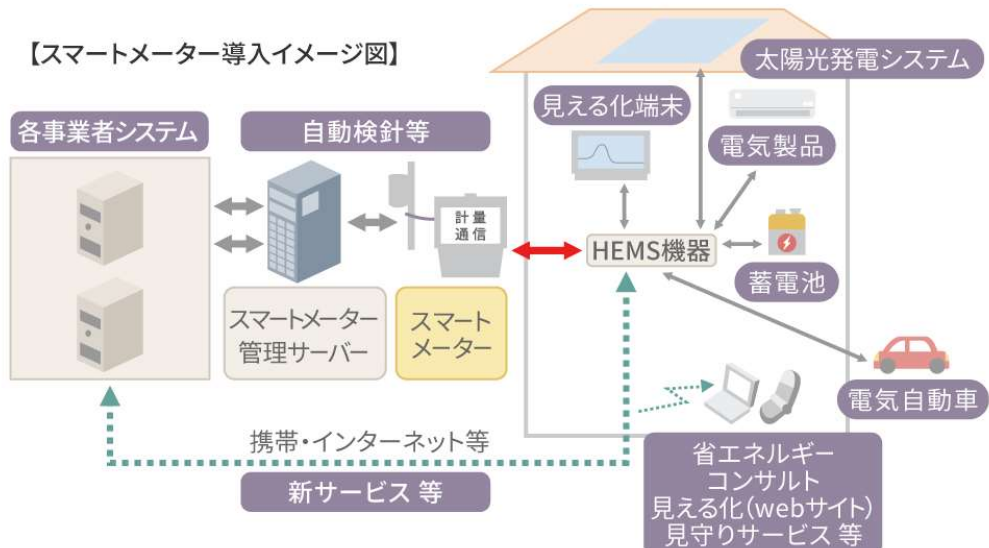 【スマートメーター導入イメージ図】
太陽光発電システム
見える化端末
各事業者システム
自動検針等
電気製品
計量
通信
HEMS機器
蓄電池
スマートメーター
管理サーバー
スマート
メーター
電気自動車
携帯・インターネット等
新サービス 等
省エネルギー
コンサルト
見える化(webサイト)
見守りサービス 等